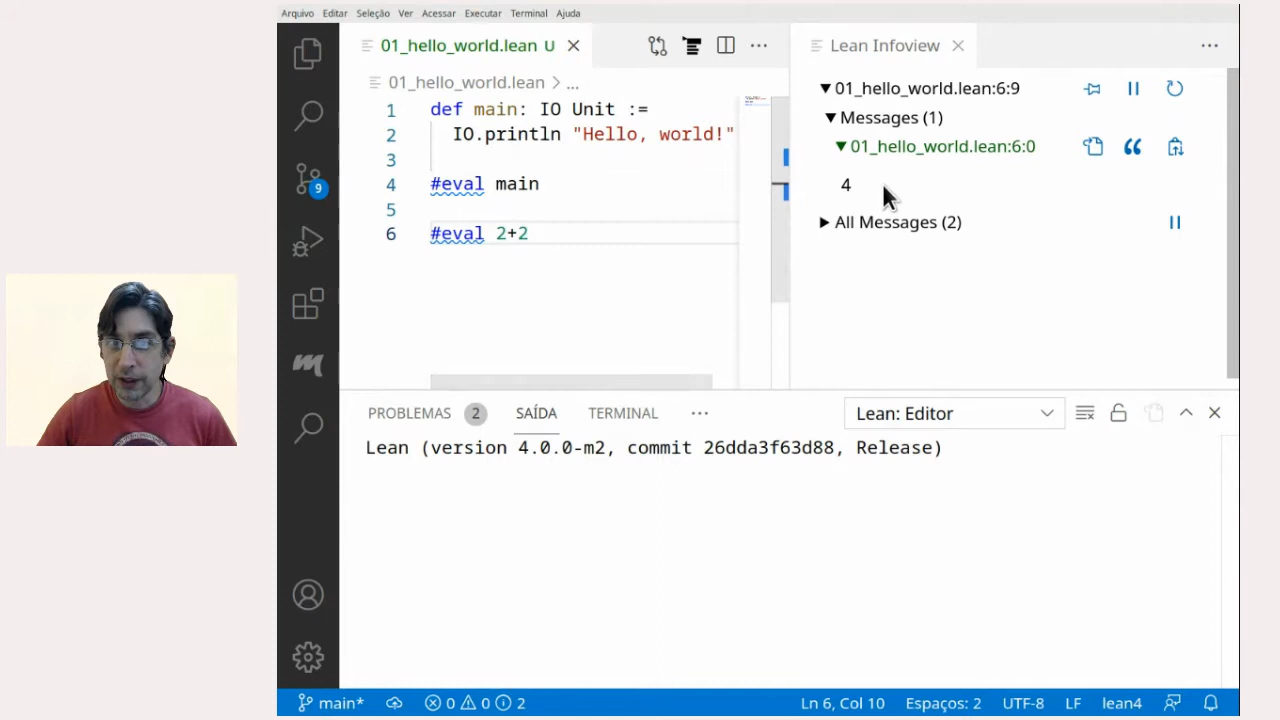 Arquivo Editar Seleção Ver Acessar Executar Terminal Ajuda
01_hello_world.lean U
01_hello_world.lean > ...
1 def main: IO Unit :=
2 IO.println "Hello, world!"
3
4 #eval main
5
6 #eval 2+2
Lean Infoview
01_hello_world.lean:6:9
Messages (1)
01_hello_world.lean:6:0
4
All Messages (2)
9
PROBLEMAS 2 SAÍDA TERMINAL ... Lean: Editor
Lean (version 4.0.0-m2, commit 26dda3f63d88, Release)
main* 0 0 2 Ln 6, Col 10 Espaços: 2 UTF-8 LF lean4